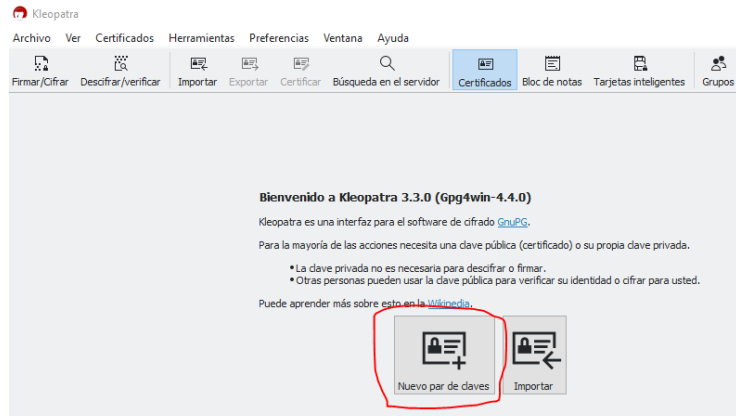 Kleopatra
Archivo Ver Certificados Herramientas Preferencias Ventana Ayuda
Firmar/Cifrar Descifrar/verificar Importar Exportar Certificar Búsqueda en el servidor Certificados Bloc de notas Tarjetas inteligentes Grupos
Bienvenido a Kleopatra 3.3.0 (Gpg4win-4.4.0)
Kleopatra es una interfaz para el software de cifrado GnuPG.
Para la mayoría de las acciones necesita una clave pública (certificado) o su propia clave privada.
•La clave privada no es necesaria para descifrar o firmar.
•Otras personas pueden usar la clave pública para verificar su identidad o cifrar para usted.
Puede aprender más sobre esto en la Wikipedia.
Nuevo par de claves Importar